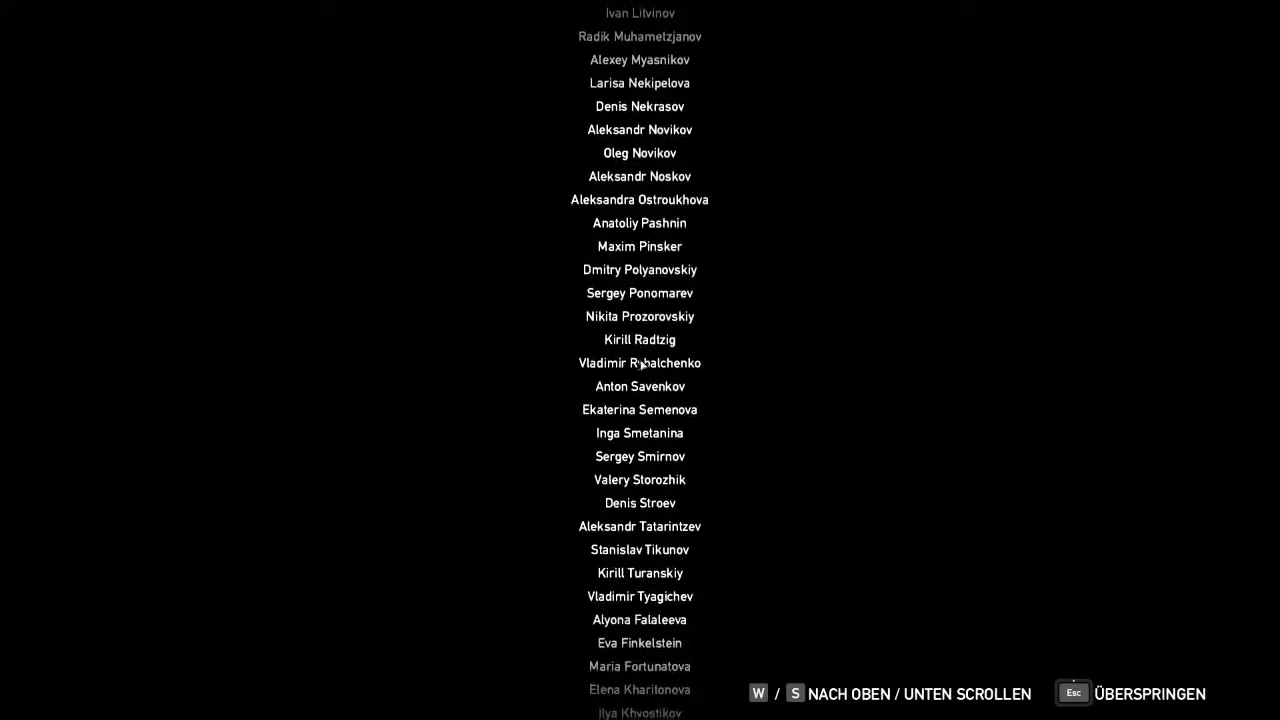 Ivan Litvinov
Radik Muhametzjanov
Alexey Myasnikov
Larisa Nekipelova
Denis Nekrasov
Aleksandr Novikov
Oleg Novikov
Aleksandr Noskov
Aleksandra Ostroukhova
Anatoliy Pashnin
Maxim Pinsker
Dmitry Polyanovskiy
Sergey Ponomarev
Nikita Prozorovskiy
Kirill Radtzig
Vladimir Rybalchenko
Anton Savenkov
Ekaterina Semenova
Inga Smetanina
Sergey Smirnov
Valery Storozhik
Denis Stroev
Aleksandr Tatarintzev
Stanislav Tikunov
Kirill Turanskiy
Vladimir Tyagichev
Alyona Falaleeva
Eva Finkelstein
Maria Fortunatova
Elena Kharitonova
Ilya Khvostikov
W / S NACH OBEN / UNTEN SCROLLEN Esc ÜBERSPRINGEN